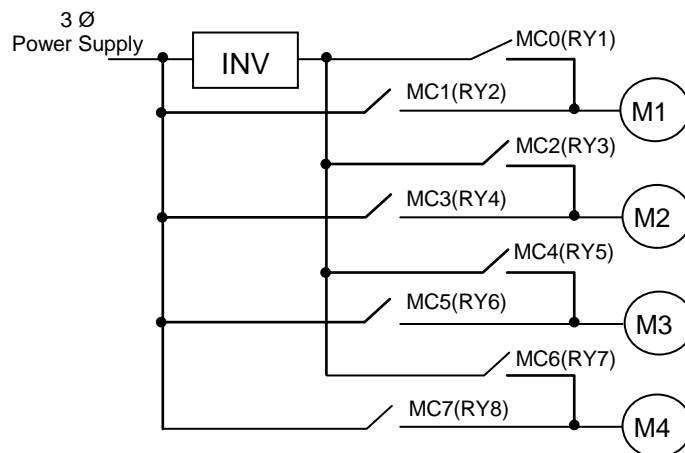 3 Ø
Power Supply
INV
MC0(RY1)
MC1(RY2)
M1
MC2(RY3)
MC3(RY4)
M2
MC4(RY5)
MC5(RY6)
M3
MC6(RY7)
MC7(RY8)
M4